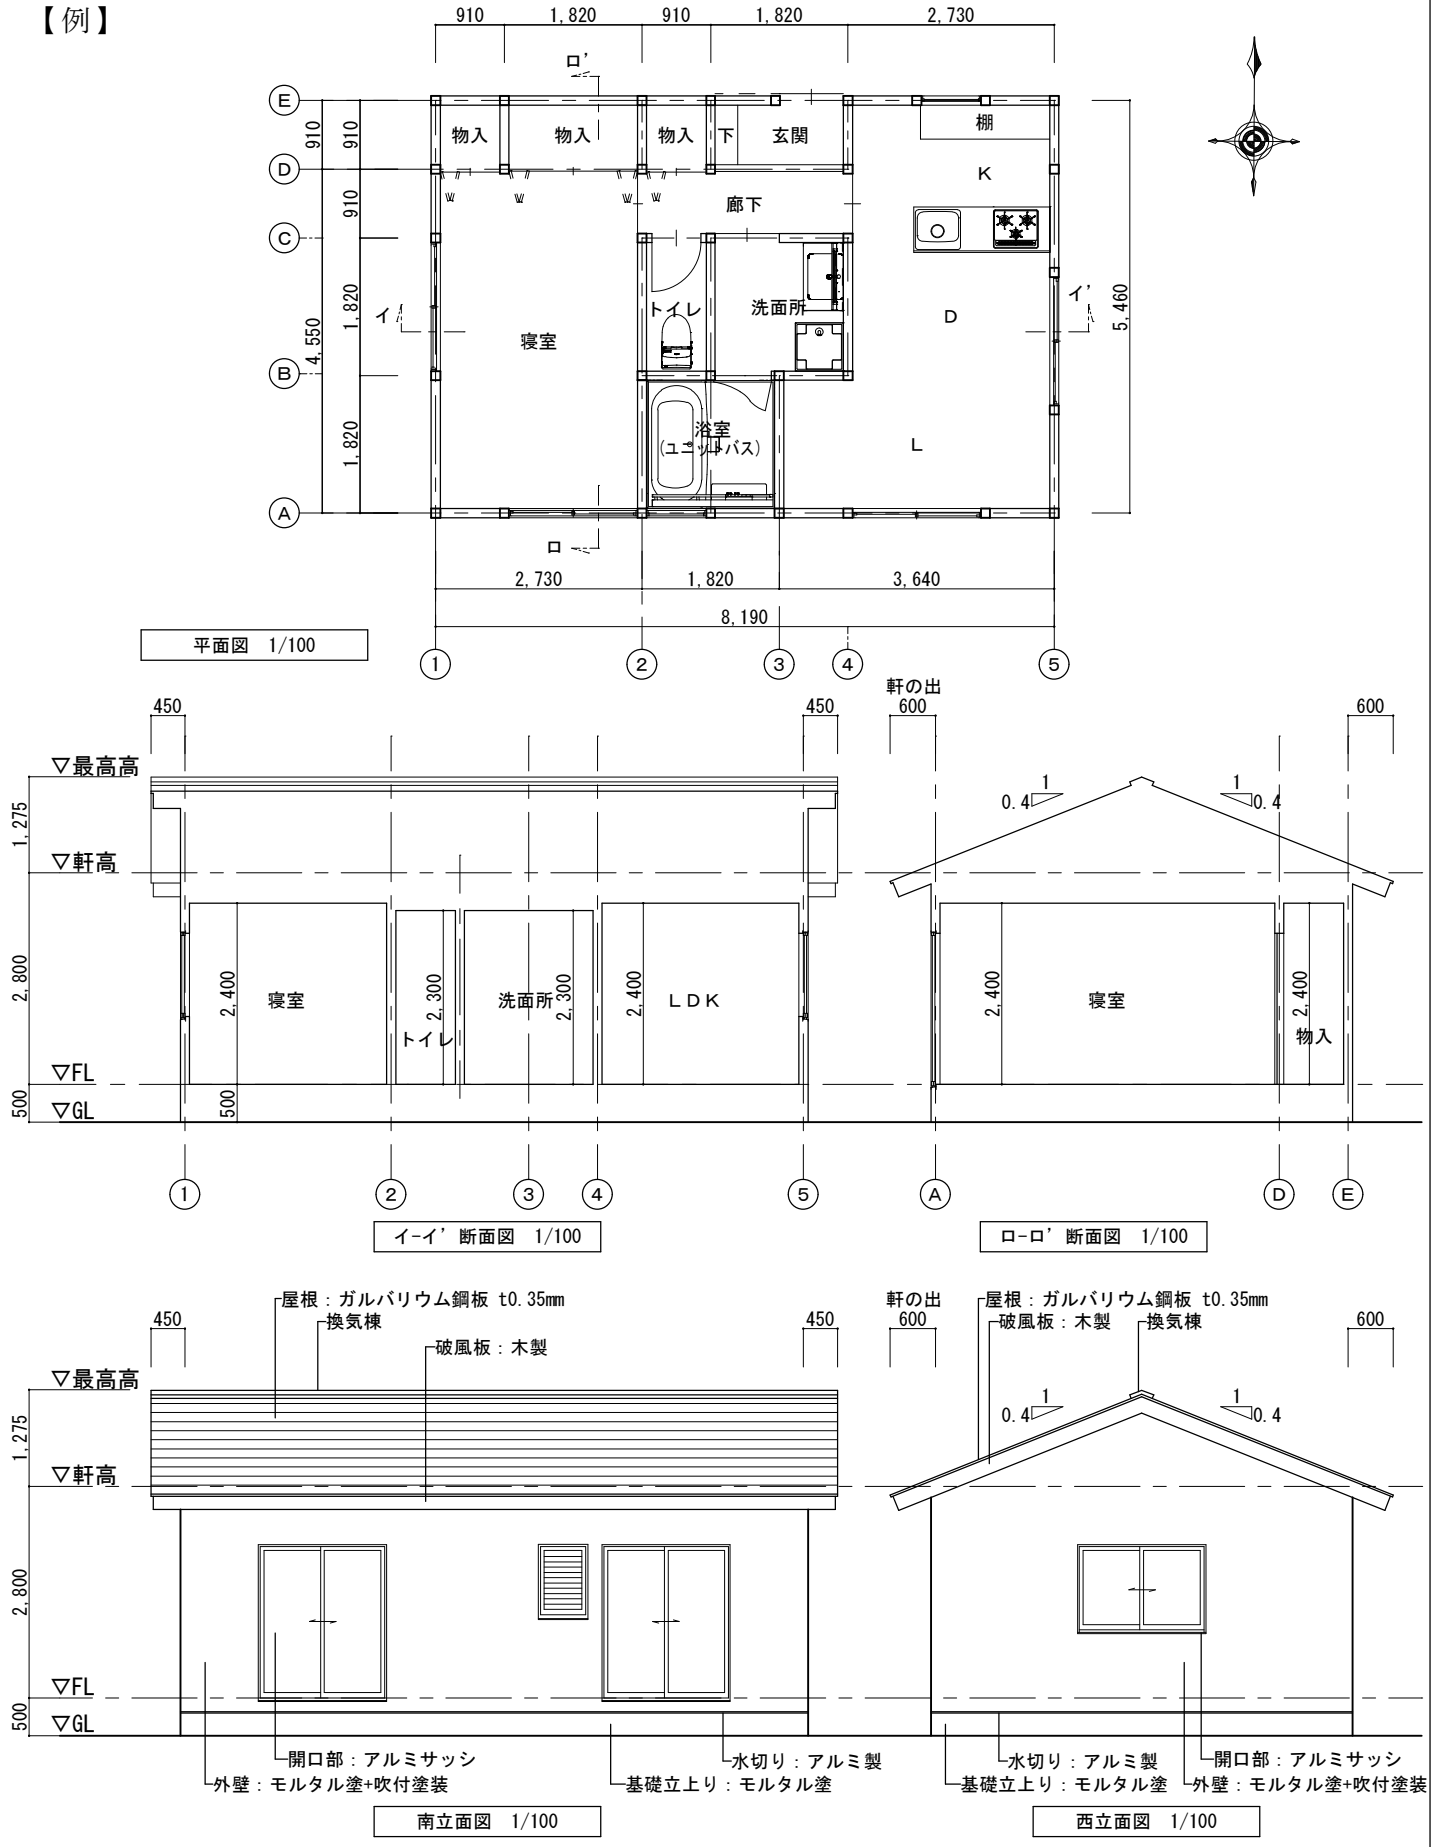 【例】
910 1,820 910 1,820 2,730
ロ'
E
910 910
物入 物入 物入 下 玄関 棚
D
K
910
廊下
C
イ
イ'
トイレ 洗面所 D
1,820
4,550
5,460
寝室
B
浴室
(ユニットバス)
L
1,820
A
ロ
2,730 1,820 3,640
8,190
平面図 1/100
1 2 3 4 5
軒の出
450 450 600 600
▽最高高
1 1
0.4 0.4
1,275
▽軒高
2,800
2,400 寝室 2,300 トイレ 洗面所 2,300 2,400 LDK
2,400 寝室 2,400 物入
▽FL
500 500
▽GL
1 2 3 4 5 A D E
イ-イ' 断面図 1/100
ロ-ロ' 断面図 1/100
屋根：ガルバリウム鋼板 t0.35mm
軒の出
屋根：ガルバリウム鋼板 t0.35mm
450 換気棟 450 600 破風板：木製 換気棟 600
破風板：木製
▽最高高
1 1
0.4 0.4
1,275
▽軒高
2,800
▽FL
500
▽GL
開口部：アルミサッシ 水切り：アルミ製 水切り：アルミ製 開口部：アルミサッシ
外壁：モルタル塗+吹付塗装 基礎立上り：モルタル塗 基礎立上り：モルタル塗 外壁：モルタル塗+吹付塗装
南立面図 1/100
西立面図 1/100